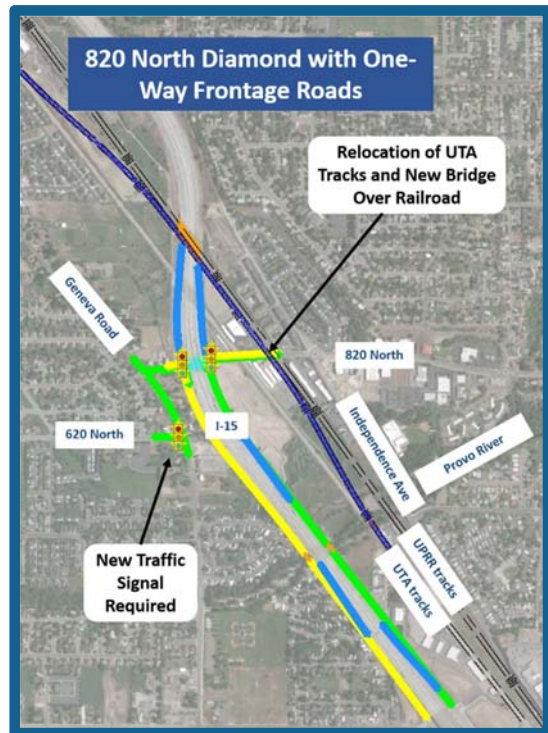 820 North Diamond with One-
Way Frontage Roads
Relocation of UTA
Tracks and New Bridge
Over Railroad
Geneva Road
820 North
I-15
620 North
Independence Ave
Provo River
New Traffic
Signal
Required
UPRR tracks
UTA tracks